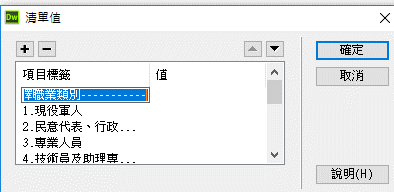 Dw 清單值
確定
取消
項目標籤 值
擇職業類別-----------
1.現役軍人
2.民意代表、行政...
3.專業人員
4.技術員及助理專...
說明(H)